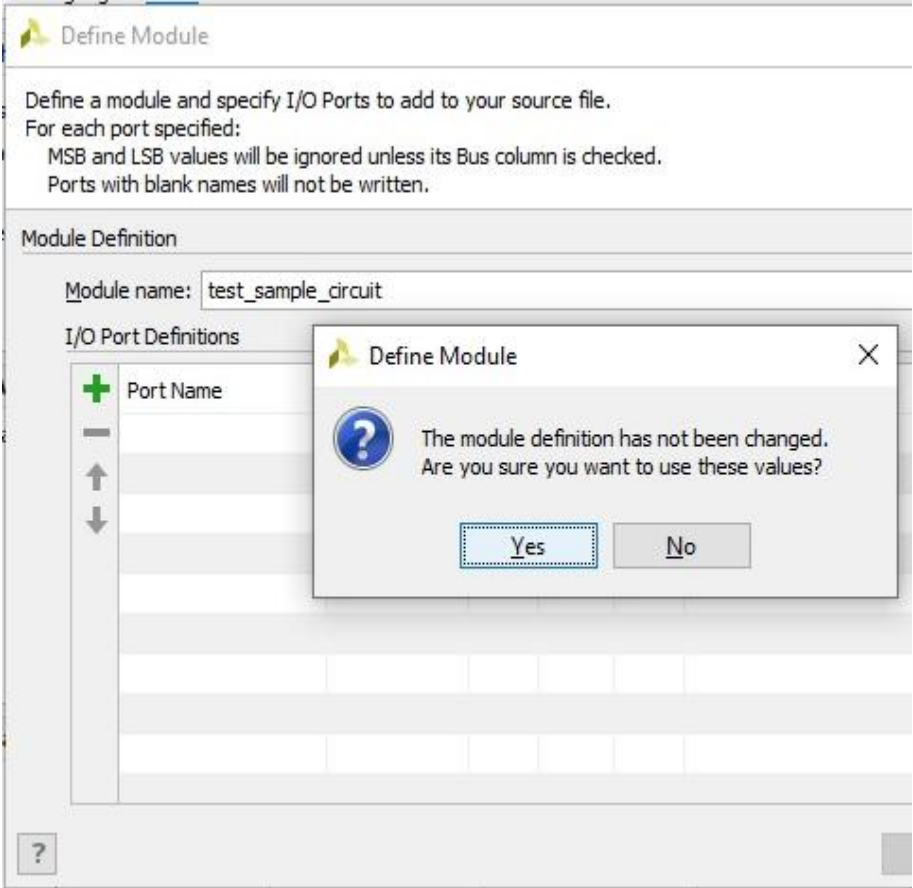 Define Module
Define a module and specify I/O Ports to add to your source file.
For each port specified:
MSB and LSB values will be ignored unless its Bus column is checked.
Ports with blank names will not be written.
Module Definition
Module name: test_sample_circuit
I/O Port Definitions
Port Name
Define Module
The module definition has not been changed.
Are you sure you want to use these values?
Yes No
?